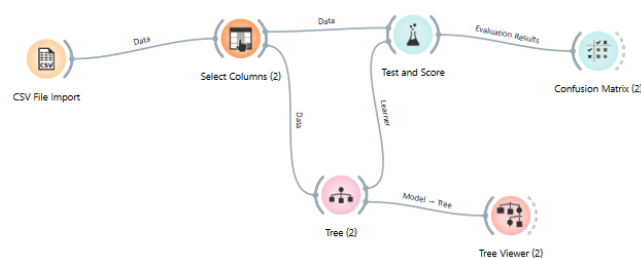 Data
Data
Evaluation Results
CSV
CSV File Import
Select Columns (2)
Test and Score
Confusion Matrix (2)
Data
Learner
Model → Tree
Tree (2)
Tree Viewer (2)